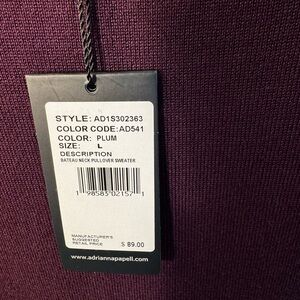 STYLE: AD1S302363
COLOR CODE: AD541
COLOR: PLUM
SIZE: L
DESCRIPTION
BATEAU NECK PULLOVER SWEATER
1 98583 02157 1
MANUFACTURER'S
SUGGESTED
RETAIL PRICE
$ 89.00
www.adriannapapell.com